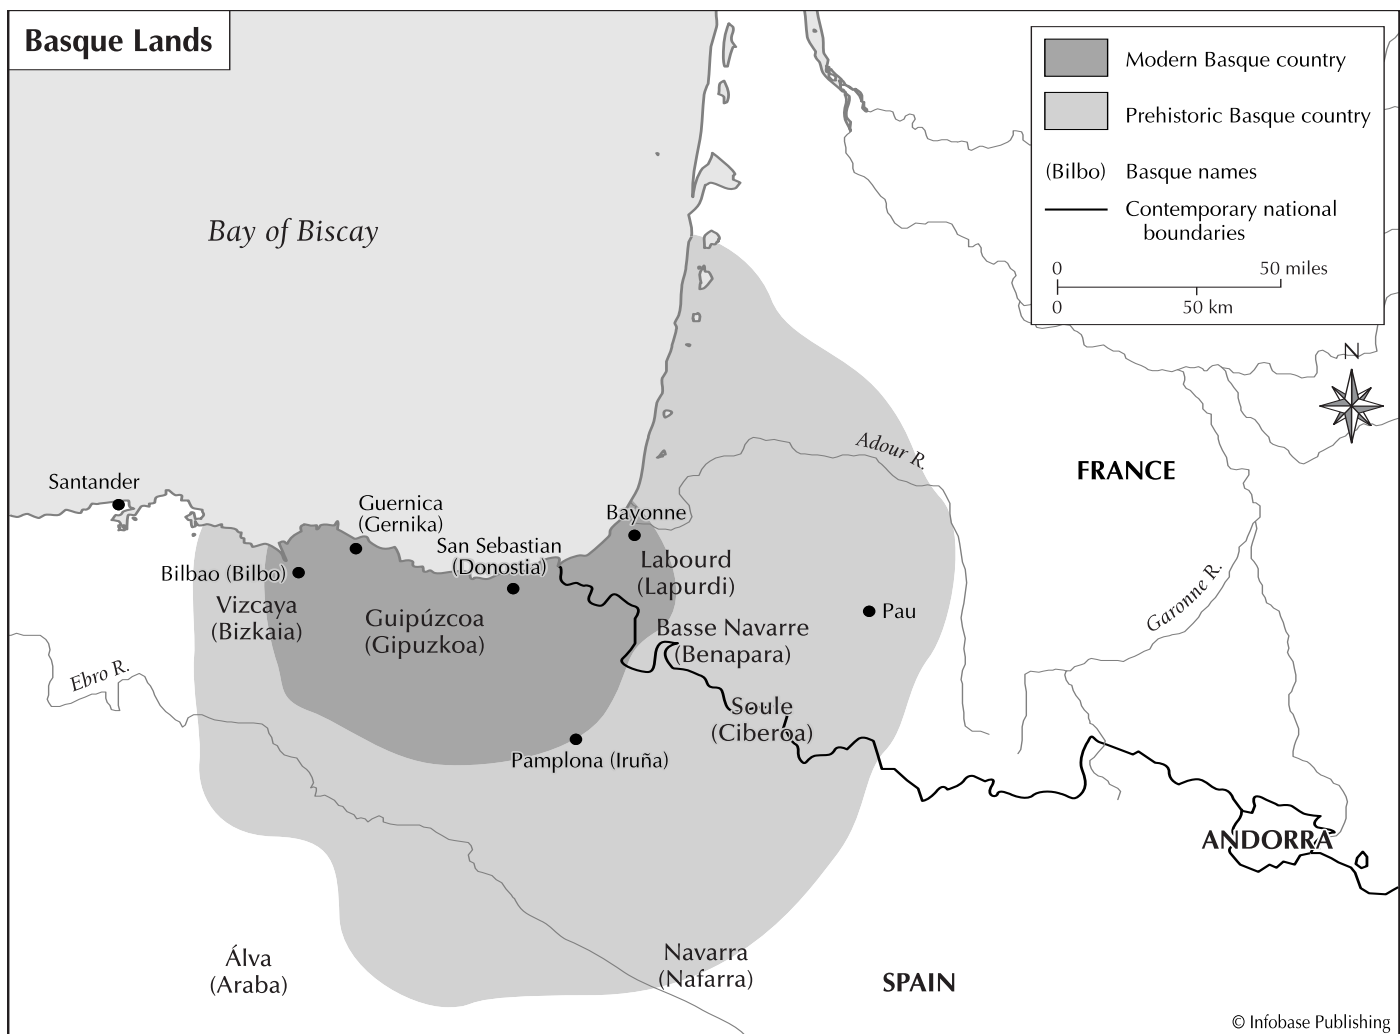 Basque Lands
Modern Basque country
Prehistoric Basque country
(Bilbo) Basque names
Contemporary national
boundaries
0 50 miles
0 50 km
N
Bay of Biscay
Adour R.
FRANCE
Santander
Guernica
(Gernika)
Bayonne
San Sebastian
(Donostia)
Labourd
(Lapurdi)
Bilbao (Bilbo)
Vizcaya
(Bizkaia)
Guipúzcoa
(Gipuzkoa)
Pau
Garonne R.
Basse Navarre
(Benapara)
Ebro R.
Soule
(Ciberoa)
Pamplona (Iruña)
ANDORRA
Álva
(Araba)
Navarra
(Nafarra)
SPAIN
© Infobase Publishing